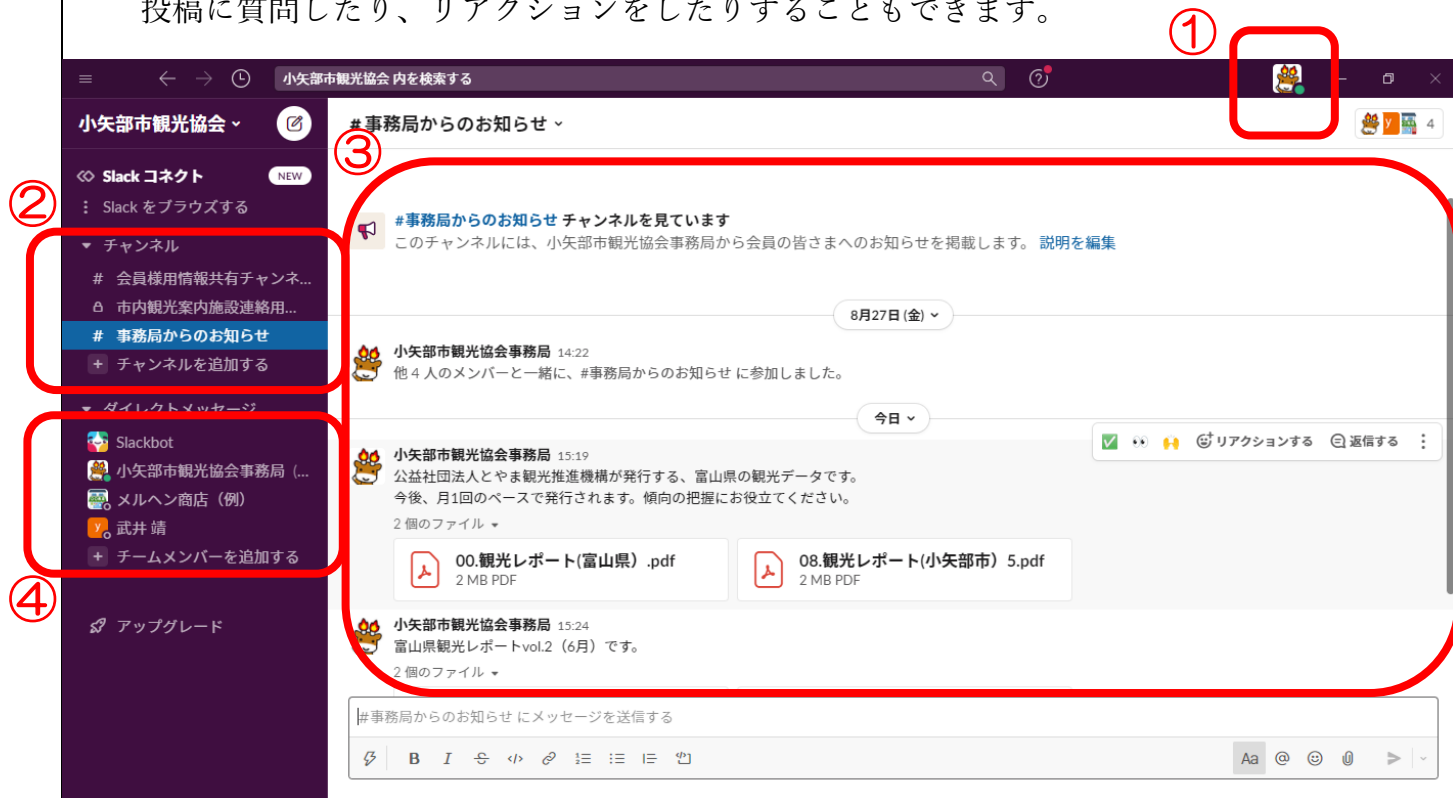 投稿に質問したり、リアクションをしたりすることもできます。
①
小矢部市観光協会 内を検索する
小矢部市観光協会
# 事務局からのお知らせ
4
③
Slack コネクト
NEW
②
Slack をブラウズする
#事務局からのお知らせ チャンネルを見ています
このチャンネルには、小矢部市観光協会事務局から会員の皆さまへのお知らせを掲載します。 説明を編集
チャンネル
# 会員様用情報共有チャンネ...
市内観光案内施設連絡用...
# 事務局からのお知らせ
+ チャンネルを追加する
8月27日 (金)
小矢部市観光協会事務局 14:22
他 4 人のメンバーと一緒に、#事務局からのお知らせ に参加しました。
ダイレクトメッセージ
Slackbot
小矢部市観光協会事務局（...
メルヘン商店（例）
y 武井 靖
+ チームメンバーを追加する
④
アップグレード
今日
リアクションする 返信する
小矢部市観光協会事務局 15:19
公益社団法人とやま観光推進機構が発行する、富山県の観光データです。
今後、月1回のペースで発行されます。傾向の把握にお役立てください。
2 個のファイル
00.観光レポート(富山県）.pdf
2 MB PDF
08.観光レポート(小矢部市）5.pdf
2 MB PDF
小矢部市観光協会事務局 15:24
富山県観光レポートvol.2（6月）です。
2 個のファイル
#事務局からのお知らせ にメッセージを送信する
B I S </>
Aa @